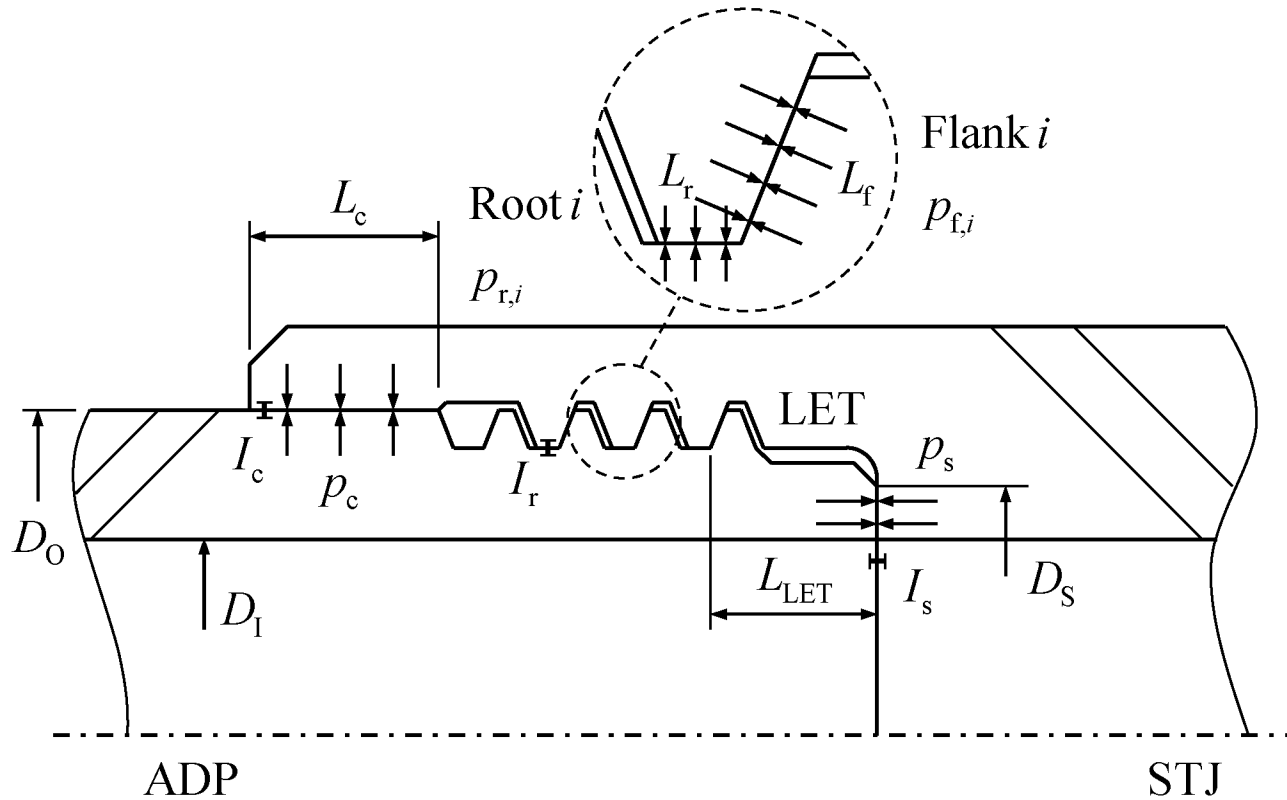 Flank i
L_r
L_f
L_c
Root i
p_f,i
p_r,i
LET
I_c
p_c
I_r
p_s
D_O
D_I
L_LET
I_s
D_S
ADP
STJ